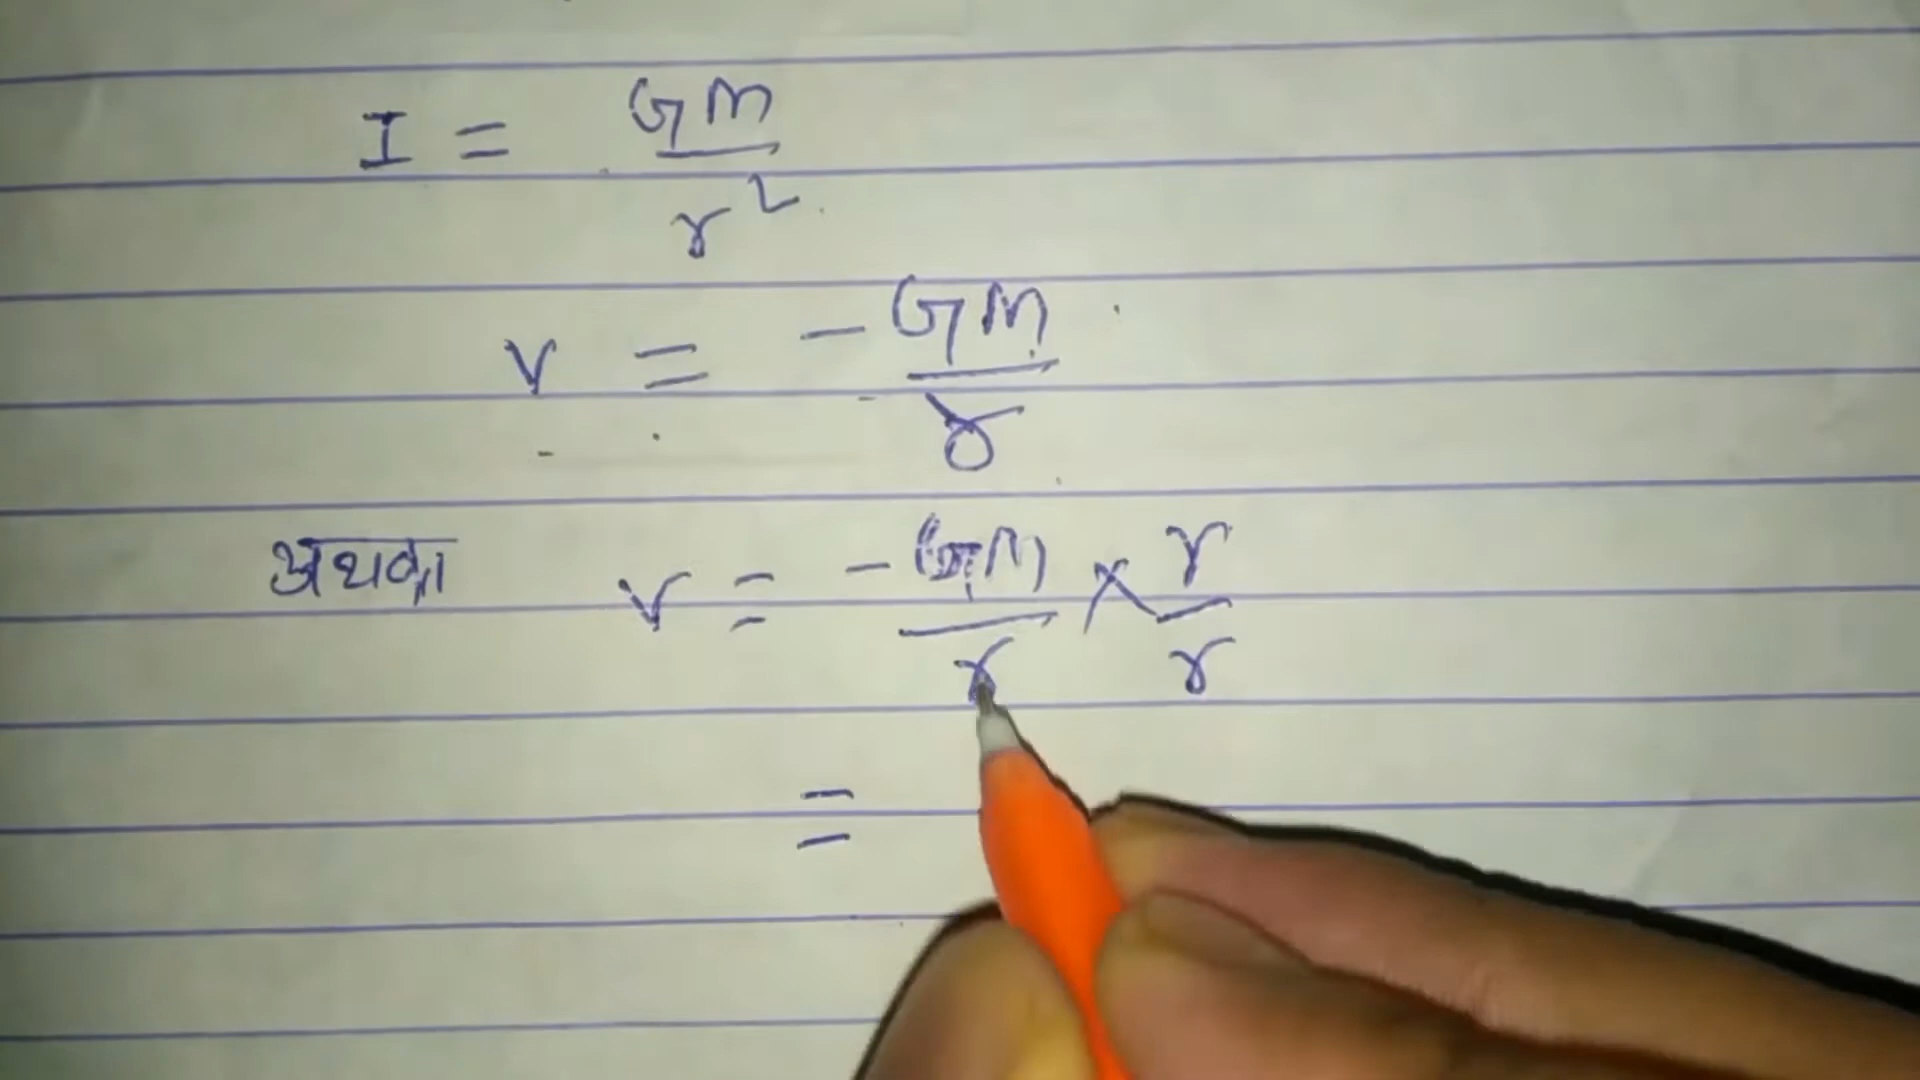 I = GM / r²
V = - GM / r
अथवा V = - GM / r × r / r
=